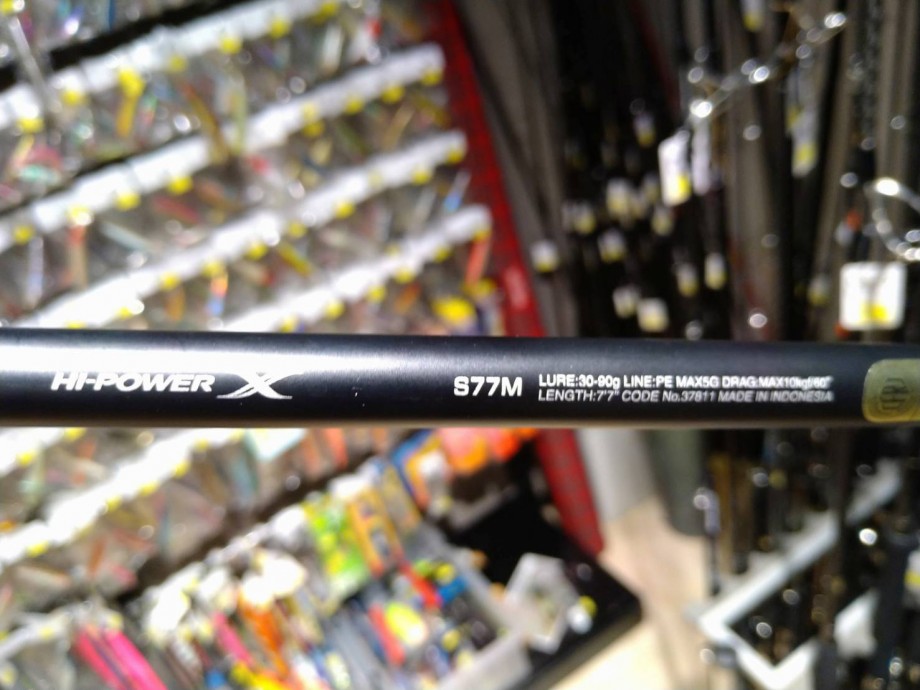 HI-POWER X
S77M
LURE:30-90g LINE:PE MAX5G DRAG:MAX10kgf/60°
LENGTH:7'7" CODE No.37811 MADE IN INDONESIA